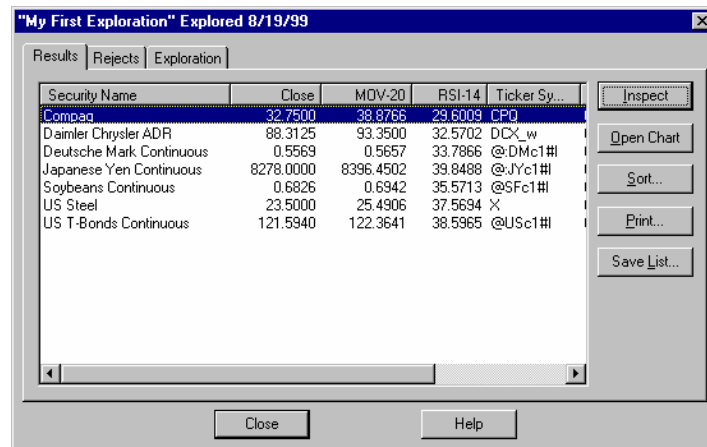 "My First Exploration" Explored 8/19/99
Results Rejects Exploration
Security Name Close MOV-20 RSI-14 Ticker Sy...
Compaq 32.7500 38.8766 29.6009 CPQ
Daimler Chrysler ADR 88.3125 93.3500 32.5702 DCX_w
Deutsche Mark Continuous 0.5569 0.5657 33.7866 @:DMc1#I
Japanese Yen Continuous 8278.0000 8396.4502 39.8488 @:JYc1#I
Soybeans Continuous 0.6826 0.6942 35.5713 @SFc1#I
US Steel 23.5000 25.4906 37.5694 X
US T-Bonds Continuous 121.5940 122.3641 38.5965 @USc1#I
Inspect
Open Chart
Sort...
Print...
Save List...
Close Help